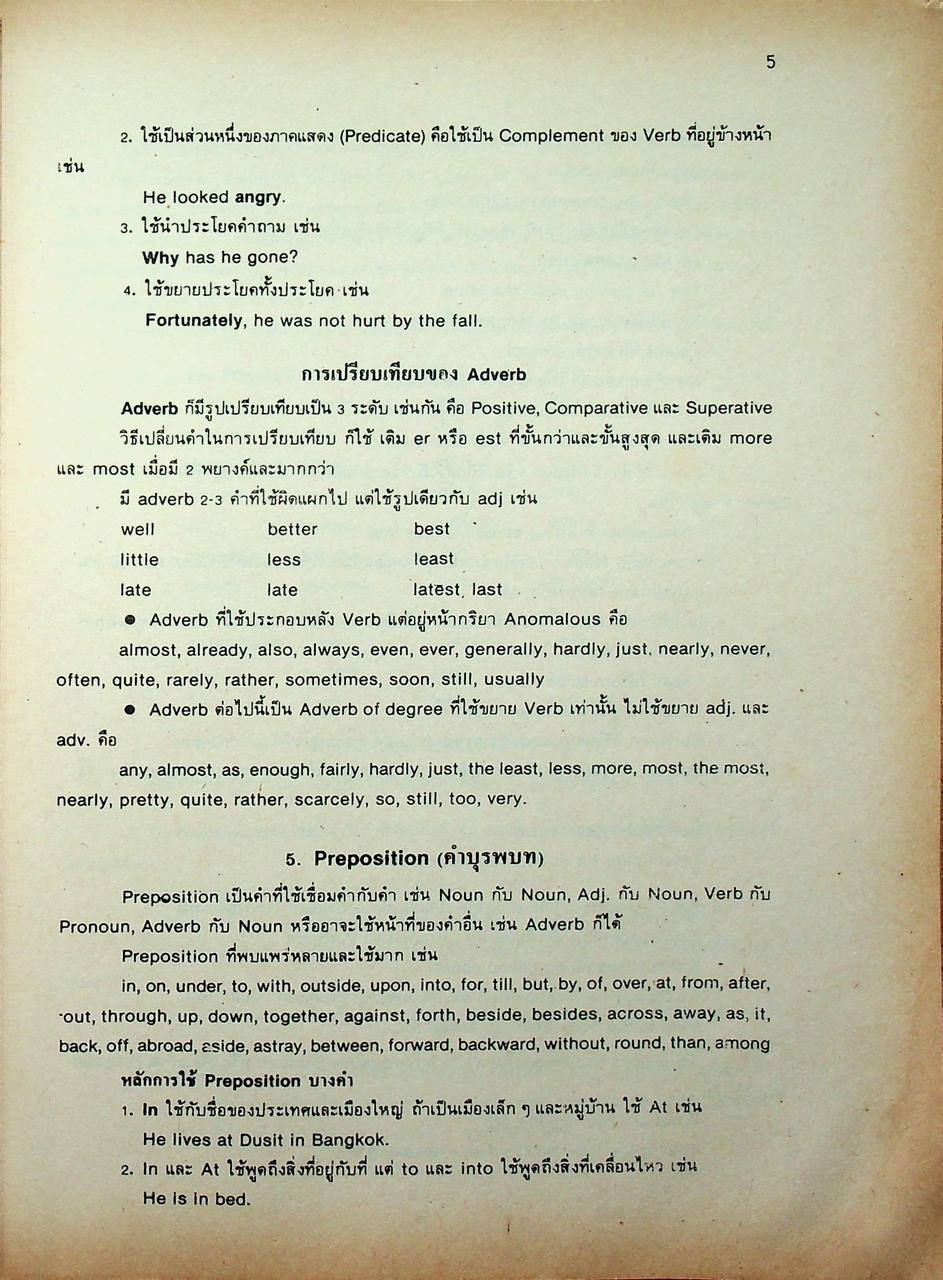 5
2. ใช้เป็นส่วนหนึ่งของภาคแสดง (Predicate) คือใช้เป็น Complement ของ Verb ที่อยู่ข้างหน้า
เช่น
He looked angry.
3. ใช้นำประโยคคำถาม เช่น
Why has he gone?
4. ใช้ขยายประโยคทั้งประโยค เช่น
Fortunately, he was not hurt by the fall.
การเปรียบเทียบของ Adverb
Adverb ก็มีรูปเปรียบเทียบเป็น 3 ระดับ เช่นกัน คือ Positive, Comparative และ Superative
วิธีเปลี่ยนคำในการเปรียบเทียบ ก็ใช้ เติม er หรือ est ที่ขั้นกว่าและขั้นสูงสุด และเติม more
และ most เมื่อมี 2 พยางค์และมากกว่า
มี adverb 2-3 คำที่ใช้ผิดแผกไป แต่ใช้รูปเดียวกับ adj เช่น
well better best
little less least
late late latest, last
● Adverb ที่ใช้ประกอบหลัง Verb แต่อยู่หน้ากริยา Anomalous คือ
almost, already, also, always, even, ever, generally, hardly, just, nearly, never,
often, quite, rarely, rather, sometimes, soon, still, usually
● Adverb ต่อไปนี้เป็น Adverb of degree ที่ใช้ขยาย Verb เท่านั้น ไม่ใช้ขยาย adj. และ
adv. คือ
any, almost, as, enough, fairly, hardly, just, the least, less, more, most, the most,
nearly, pretty, quite, rather, scarcely, so, still, too, very.
5. Preposition (คำบุรพบท)
Preposition เป็นคำที่ใช้เชื่อมคำกับคำ เช่น Noun กับ Noun, Adj. กับ Noun, Verb กับ
Pronoun, Adverb กับ Noun หรืออาจจะใช้หน้าที่ของคำอื่น เช่น Adverb ก็ได้
Preposition ที่พบแพร่หลายและใช้มาก เช่น
in, on, under, to, with, outside, upon, into, for, till, but, by, of, over, at, from, after,
out, through, up, down, together, against, forth, beside, besides, across, away, as, it,
back, off, abroad, aside, astray, between, forward, backward, without, round, than, among
หลักการใช้ Preposition บางคำ
1. In ใช้กับชื่อของประเทศและเมืองใหญ่ ถ้าเป็นเมืองเล็ก ๆ และหมู่บ้าน ใช้ At เช่น
He lives at Dusit in Bangkok.
2. In และ At ใช้พูดถึงสิ่งที่อยู่กับที่ แต่ to และ into ใช้พูดถึงสิ่งที่เคลื่อนไหว เช่น
He is in bed.